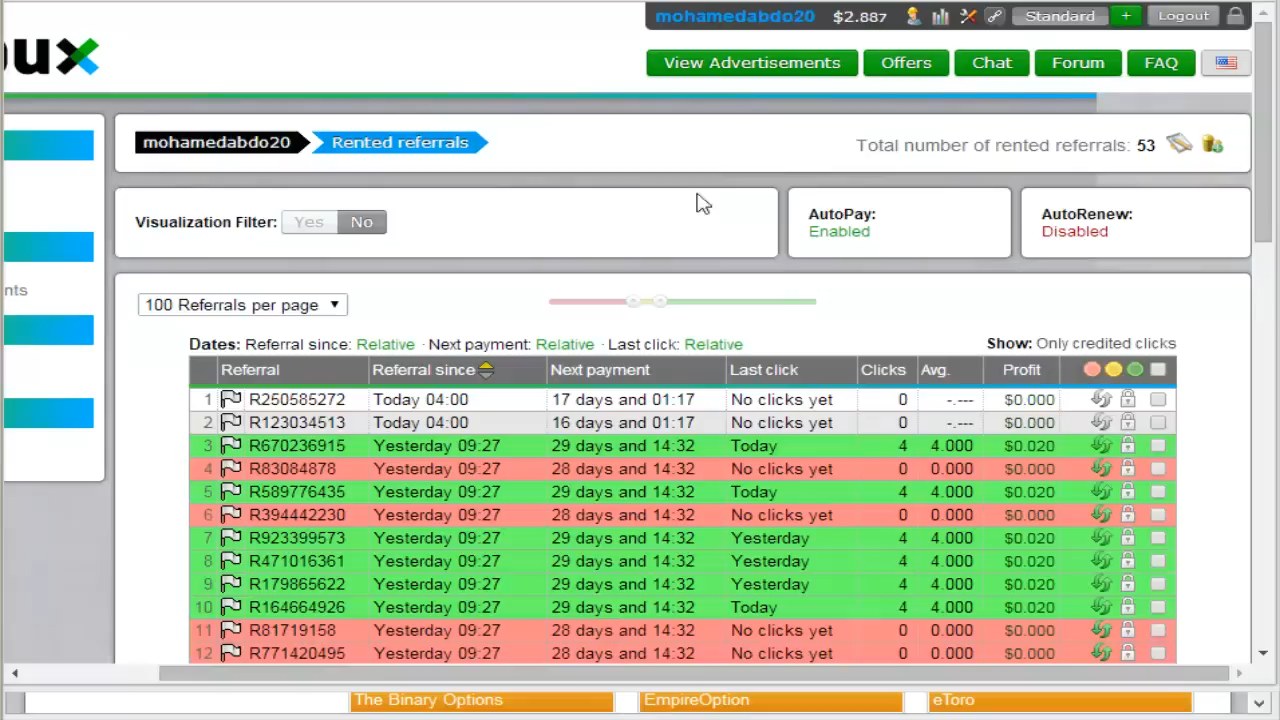 mohamedabdo20 $2.887 Standard + Logout
ux
View Advertisements Offers Chat Forum FAQ
mohamedabdo20 Rented referrals Total number of rented referrals: 53
Visualization Filter: Yes No
AutoPay:
Enabled
AutoRenew:
Disabled
nts
100 Referrals per page
Dates: Referral since: Relative · Next payment: Relative · Last click: Relative Show: Only credited clicks
Referral Referral since Next payment Last click Clicks Avg. Profit
1 R250585272 Today 04:00 17 days and 01:17 No clicks yet 0 -.--- $0.000
2 R123034513 Today 04:00 16 days and 01:17 No clicks yet 0 -.--- $0.000
3 R670236915 Yesterday 09:27 29 days and 14:32 Today 4 4.000 $0.020
4 R83084878 Yesterday 09:27 28 days and 14:32 No clicks yet 0 0.000 $0.000
5 R589776435 Yesterday 09:27 29 days and 14:32 Today 4 4.000 $0.020
6 R394442230 Yesterday 09:27 28 days and 14:32 No clicks yet 0 0.000 $0.000
7 R923399573 Yesterday 09:27 29 days and 14:32 Yesterday 4 4.000 $0.020
8 R471016361 Yesterday 09:27 29 days and 14:32 Yesterday 4 4.000 $0.020
9 R179865622 Yesterday 09:27 29 days and 14:32 Yesterday 4 4.000 $0.020
10 R164664926 Yesterday 09:27 29 days and 14:32 Today 4 4.000 $0.020
11 R81719158 Yesterday 09:27 28 days and 14:32 No clicks yet 0 0.000 $0.000
12 R771420495 Yesterday 09:27 28 days and 14:32 No clicks yet 0 0.000 $0.000
The Binary Options EmpireOption eToro